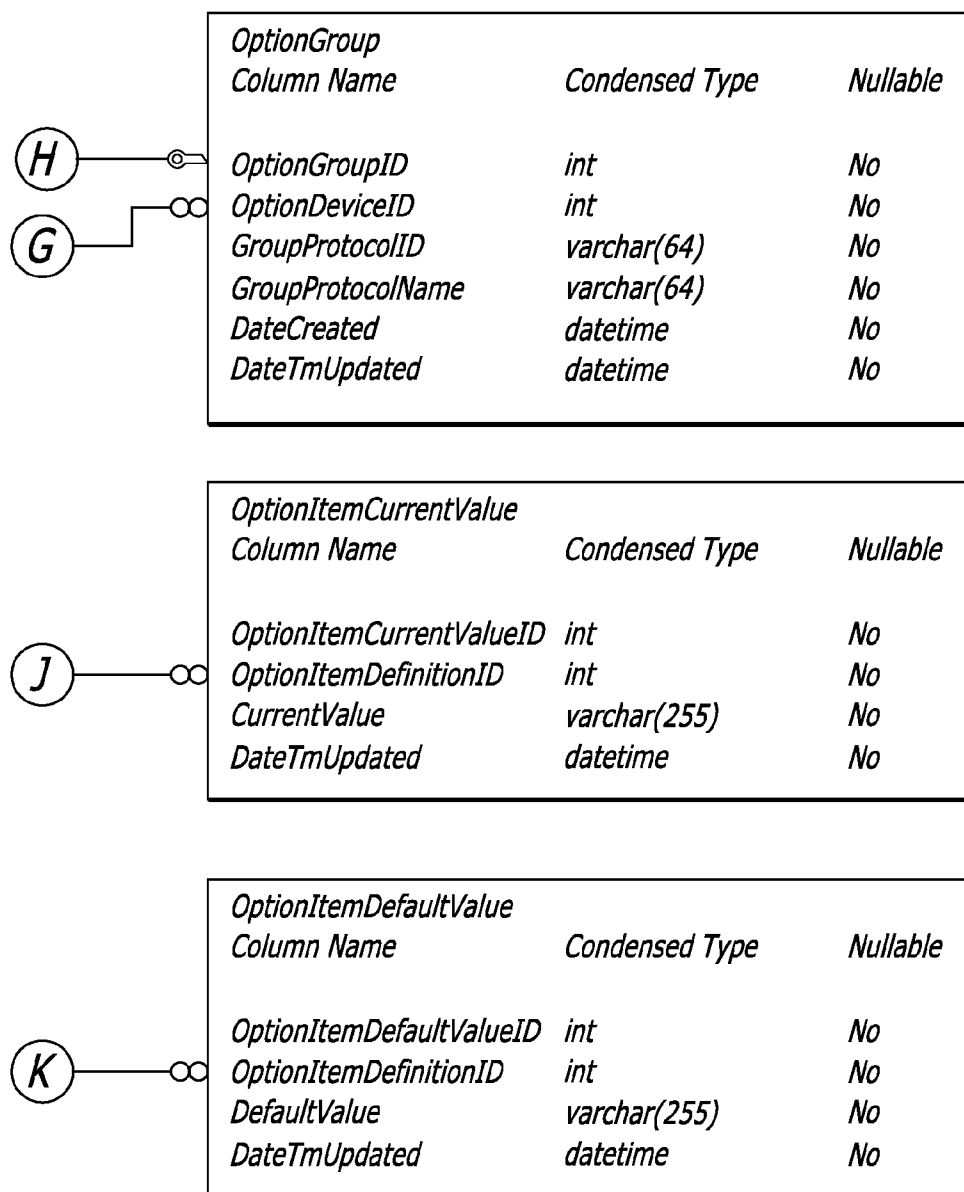 OptionGroup
Column Name Condensed Type Nullable
H OptionGroupID int No
OptionDeviceID int No
G GroupProtocolID varchar(64) No
GroupProtocolName varchar(64) No
DateCreated datetime No
DateTmUpdated datetime No
OptionItemCurrentValue
Column Name Condensed Type Nullable
OptionItemCurrentValueID int No
J OptionItemDefinitionID int No
CurrentValue varchar(255) No
DateTmUpdated datetime No
OptionItemDefaultValue
Column Name Condensed Type Nullable
OptionItemDefaultValueID int No
K OptionItemDefinitionID int No
DefaultValue varchar(255) No
DateTmUpdated datetime No